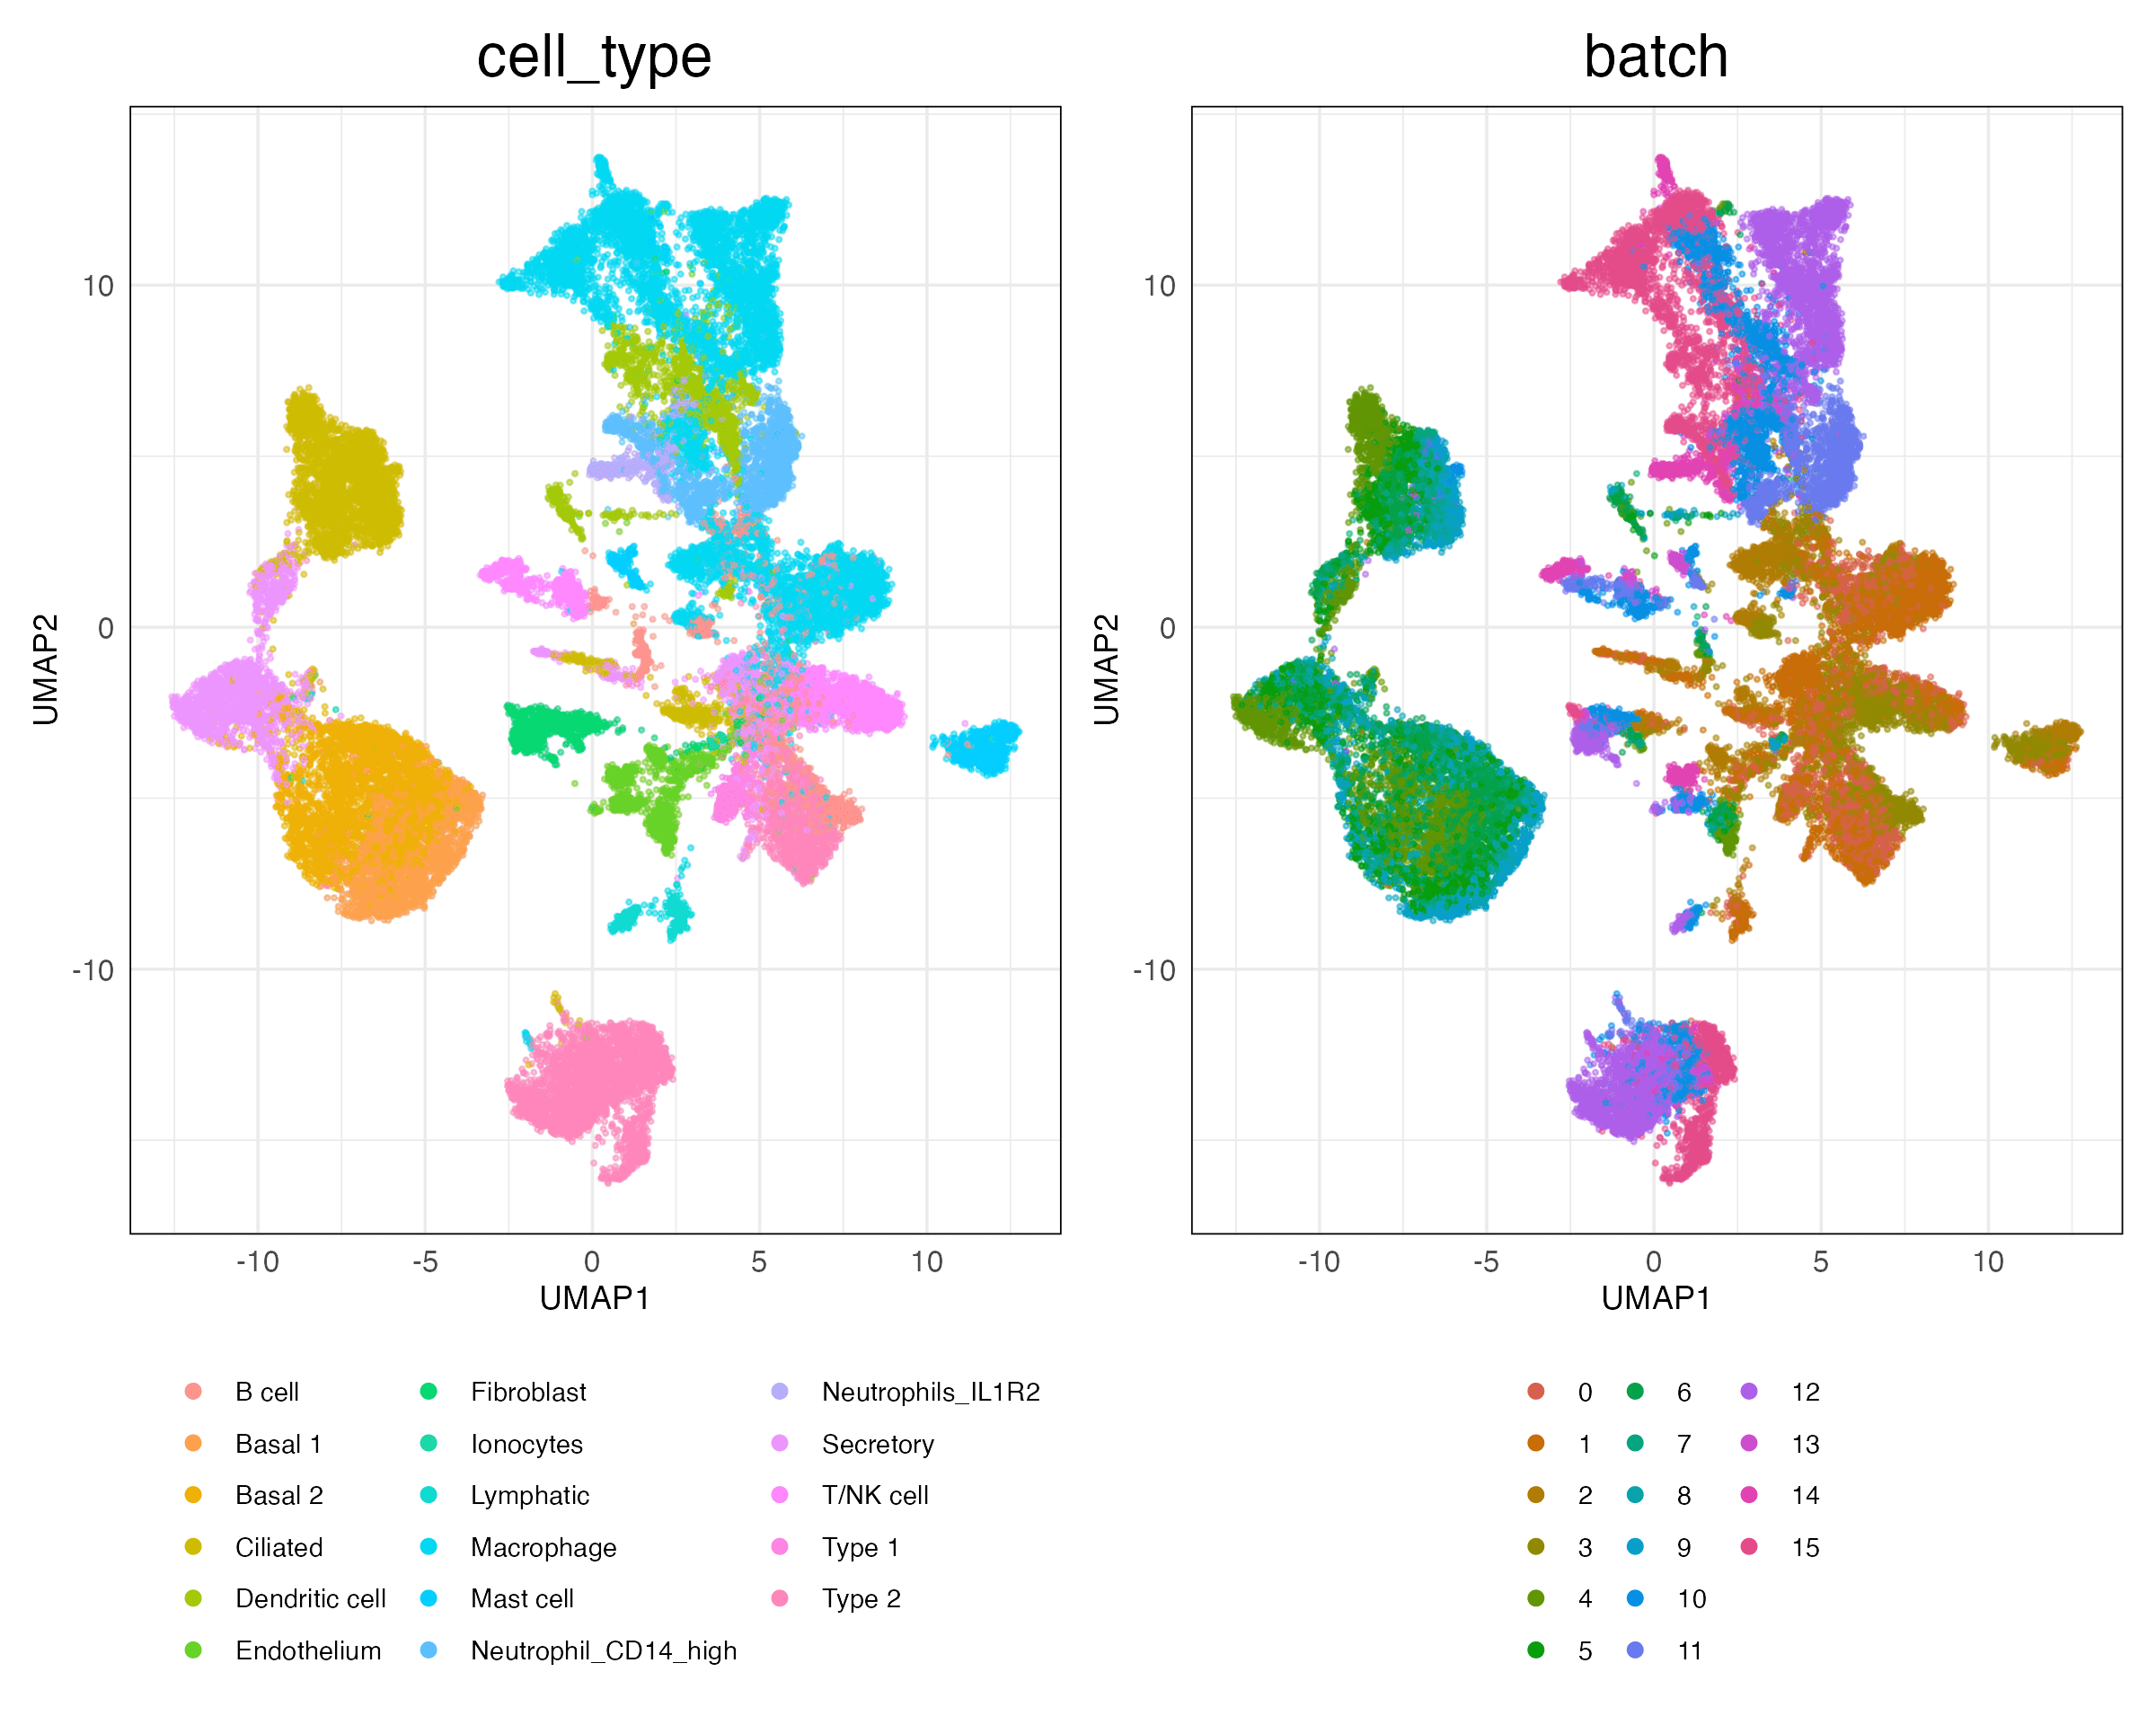 cell_type
batch
UMAP2
10
0
-10
-10
-5
0
5
10
UMAP1
UMAP2
10
0
-10
-10
-5
0
5
10
UMAP1
B cell
Basal 1
Basal 2
Ciliated
Dendritic cell
Endothelium
Fibroblast
Ionocytes
Lymphatic
Macrophage
Mast cell
Neutrophil_CD14_high
Neutrophils_IL1R2
Secretory
T/NK cell
Type 1
Type 2
0
1
2
3
4
5
6
7
8
9
10
11
12
13
14
15